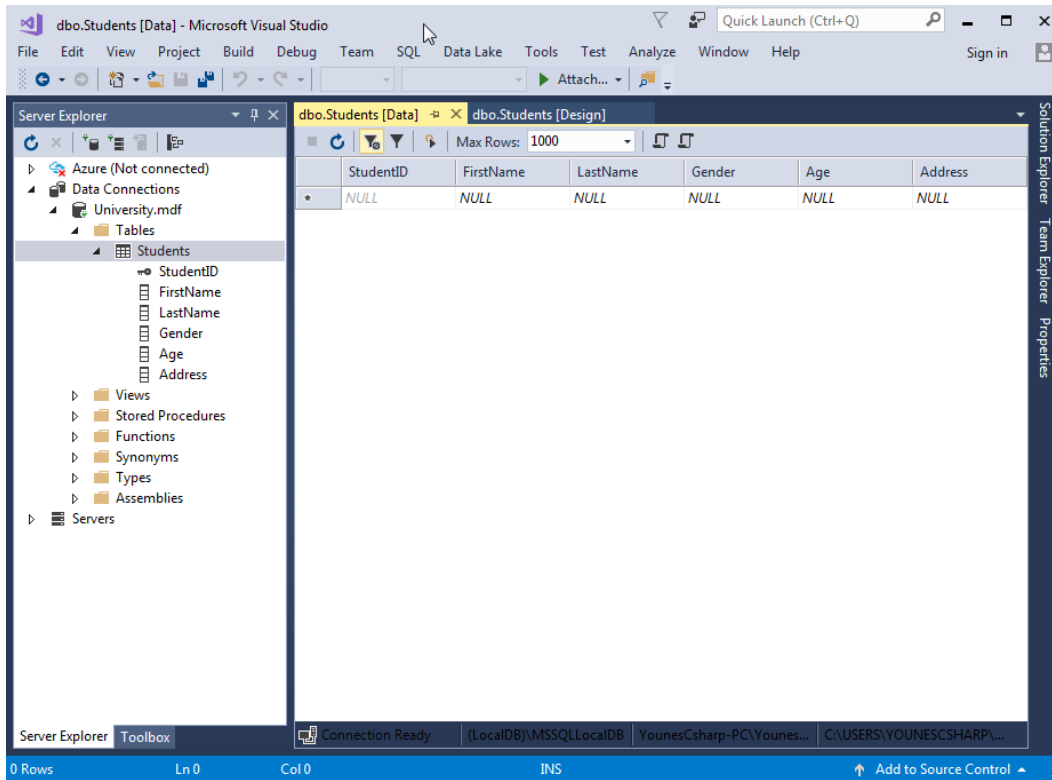 dbo.Students [Data] - Microsoft Visual Studio
Quick Launch (Ctrl+Q)
File Edit View Project Build Debug Team SQL Data Lake Tools Test Analyze Window Help Sign in
Attach...
Server Explorer
Azure (Not connected)
Data Connections
University.mdf
Tables
Students
StudentID
FirstName
LastName
Gender
Age
Address
Views
Stored Procedures
Functions
Synonyms
Types
Assemblies
Servers
Server Explorer Toolbox
dbo.Students [Data] dbo.Students [Design]
Max Rows: 1000
StudentID FirstName LastName Gender Age Address
NULL NULL NULL NULL NULL NULL
Connection Ready (LocalDB)\MSSQLLocalDB YounesCsharp-PC\Younes... C:\USERS\YOUNESCSHARP\...
Solution Explorer
Team Explorer
Properties
0 Rows Ln 0 Col 0 INS Add to Source Control